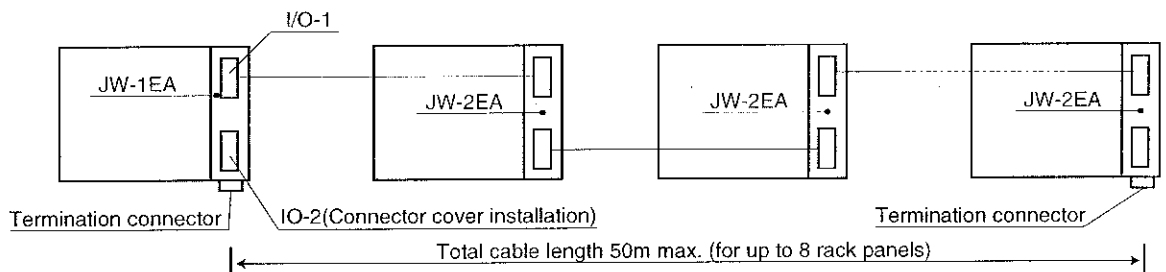 I/O-1
JW-1EA
JW-2EA
JW-2EA
JW-2EA
Termination connector
IO-2(Connector cover installation)
Termination connector
Total cable length 50m max. (for up to 8 rack panels)